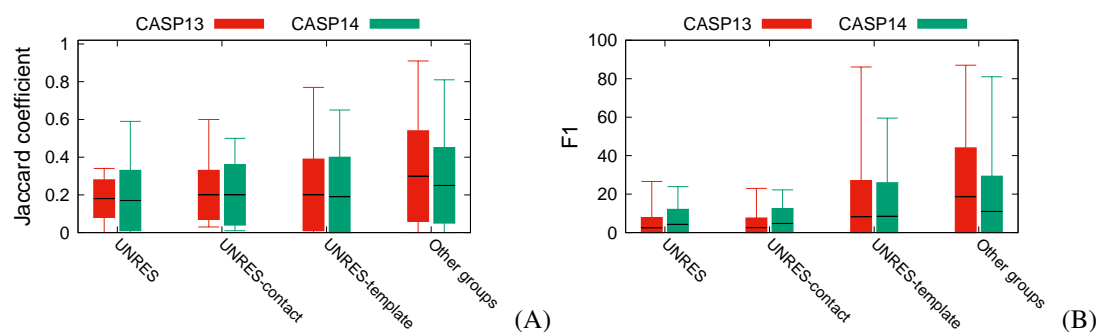 CASP13 CASP14
Jaccard coefficient
1
0.8
0.6
0.4
0.2
0
UNRES
UNRES-contact
UNRES-template
Other groups
(A)
CASP13 CASP14
F1
100
80
60
40
20
0
UNRES
UNRES-contact
UNRES-template
Other groups
(B)